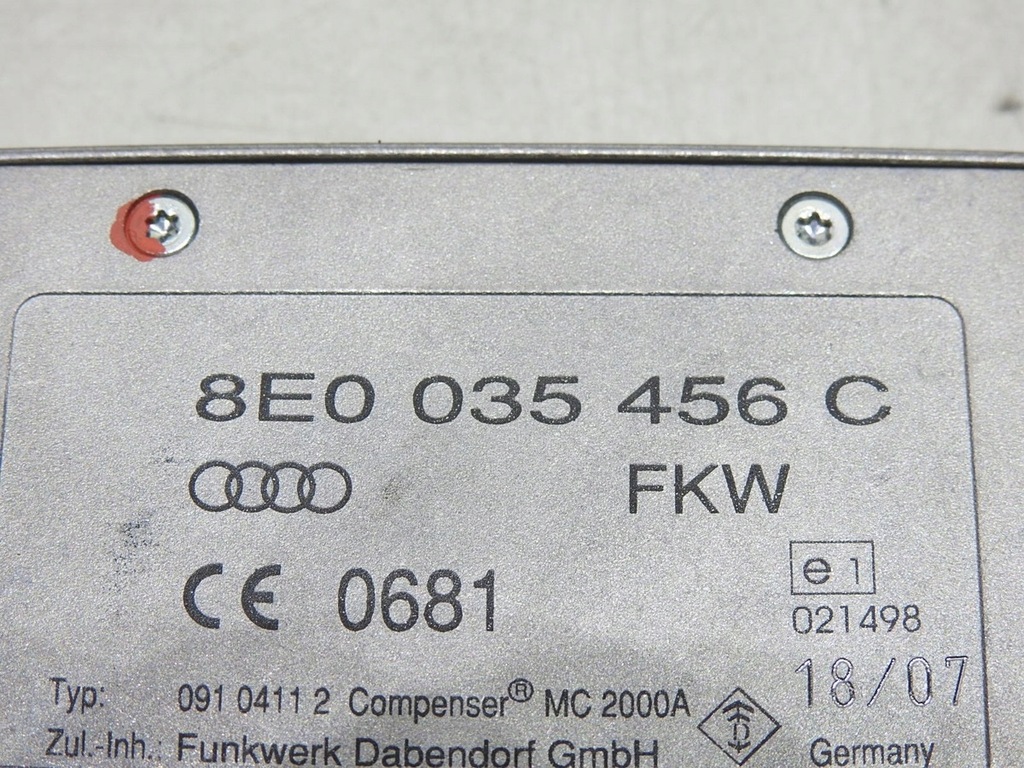 8E0 035 456 C
FKW
CE 0681
e 1
021498
18/07
Typ: 091 0411 2 Compenser® MC 2000A
Zul.-Inh.: Funkwerk Dabendorf GmbH
Germany